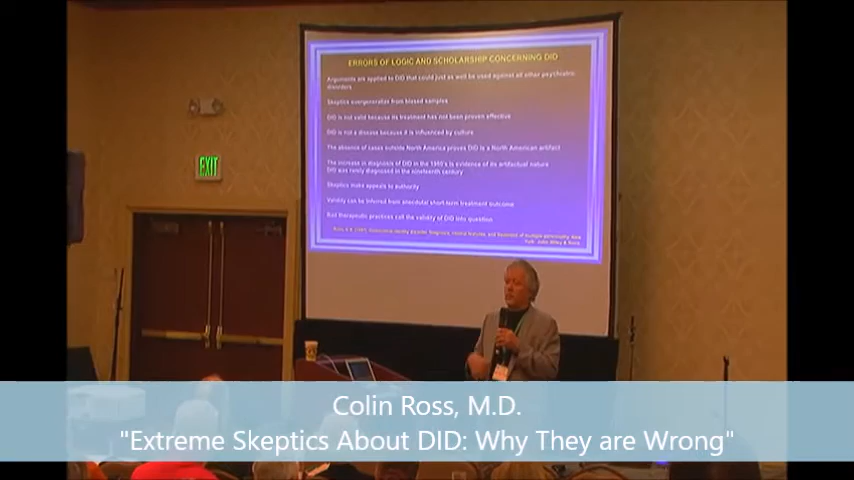 ERRORS OF LOGIC AND SCHOLARSHIP CONCERNING DID
Arguments are applied to DID that could just as well be used against all other psychiatric
disorders
Skeptics overgeneralize from biased samples
DID is not valid because its treatment has not been proven effective
DID is not a disease because it is influenced by culture
The absence of cases outside North America proves DID is a North American artifact
The increase in diagnosis of DID in the 1980's is evidence of its artifactual nature
DID was rarely diagnosed in the nineteenth century
Skeptics make appeals to authority
Validity can be inferred from anecdotal short-term treatment outcome
Bad therapeutic practices call the validity of DID into question
EXIT
Colin Ross, M.D.
"Extreme Skeptics About DID: Why They are Wrong"